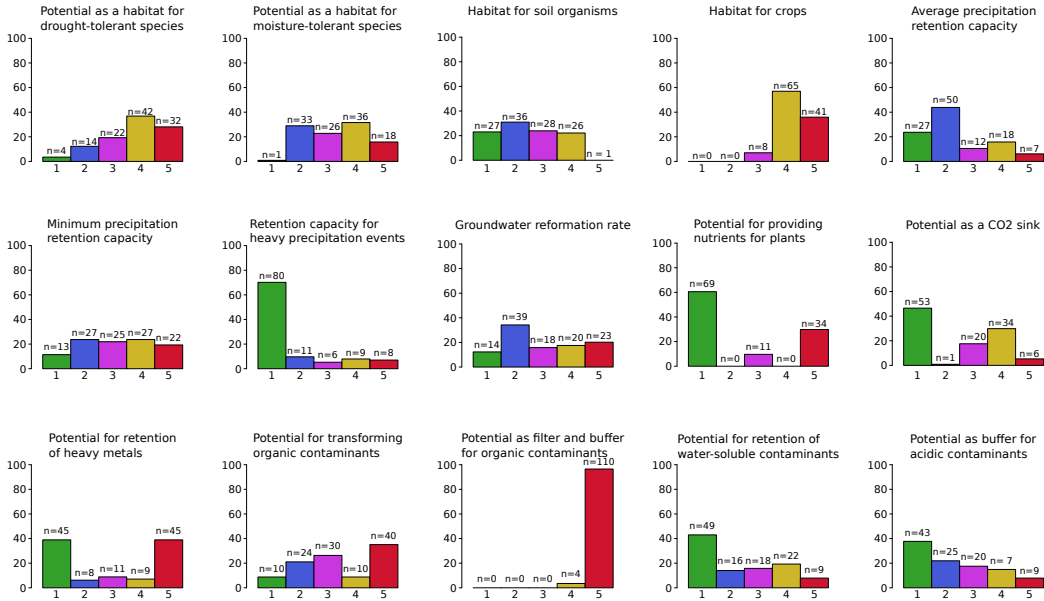 Potential as a habitat for
drought-tolerant species
100
80
60
40
20
0
n=4
n=14
n=22
n=42
n=32
1 2 3 4 5
Potential as a habitat for
moisture-tolerant species
100
80
60
40
20
0
n=1
n=33
n=26
n=36
n=18
1 2 3 4 5
Habitat for soil organisms
100
80
60
40
20
0
n=27
n=36
n=28
n=26
n= 1
1 2 3 4 5
Habitat for crops
100
80
60
40
20
0
n=0
n=0
n=8
n=65
n=41
1 2 3 4 5
Average precipitation
retention capacity
100
80
60
40
20
0
n=27
n=50
n=12
n=18
n=7
1 2 3 4 5
Minimum precipitation
retention capacity
100
80
60
40
20
0
n=13
n=27
n=25
n=27
n=22
1 2 3 4 5
Retention capacity for
heavy precipitation events
100
80
60
40
20
0
n=80
n=11
n=6
n=9
n=8
1 2 3 4 5
Groundwater reformation rate
100
80
60
40
20
0
n=14
n=39
n=18
n=20
n=23
1 2 3 4 5
Potential for providing
nutrients for plants
100
80
60
40
20
0
n=69
n=0
n=11
n=0
n=34
1 2 3 4 5
Potential as a CO2 sink
100
80
60
40
20
0
n=53
n=1
n=20
n=34
n=6
1 2 3 4 5
Potential for retention
of heavy metals
100
80
60
40
20
0
n=45
n=8
n=11
n=9
n=45
1 2 3 4 5
Potential for transforming
organic contaminants
100
80
60
40
20
0
n=10
n=24
n=30
n=10
n=40
1 2 3 4 5
Potential as filter and buffer
for organic contaminants
100
80
60
40
20
0
n=0
n=0
n=0
n=4
n=110
1 2 3 4 5
Potential for retention of
water-soluble contaminants
100
80
60
40
20
0
n=49
n=16
n=18
n=22
n=9
1 2 3 4 5
Potential as buffer for
acidic contaminants
100
80
60
40
20
0
n=43
n=25
n=20
n= 7
n=9
1 2 3 4 5